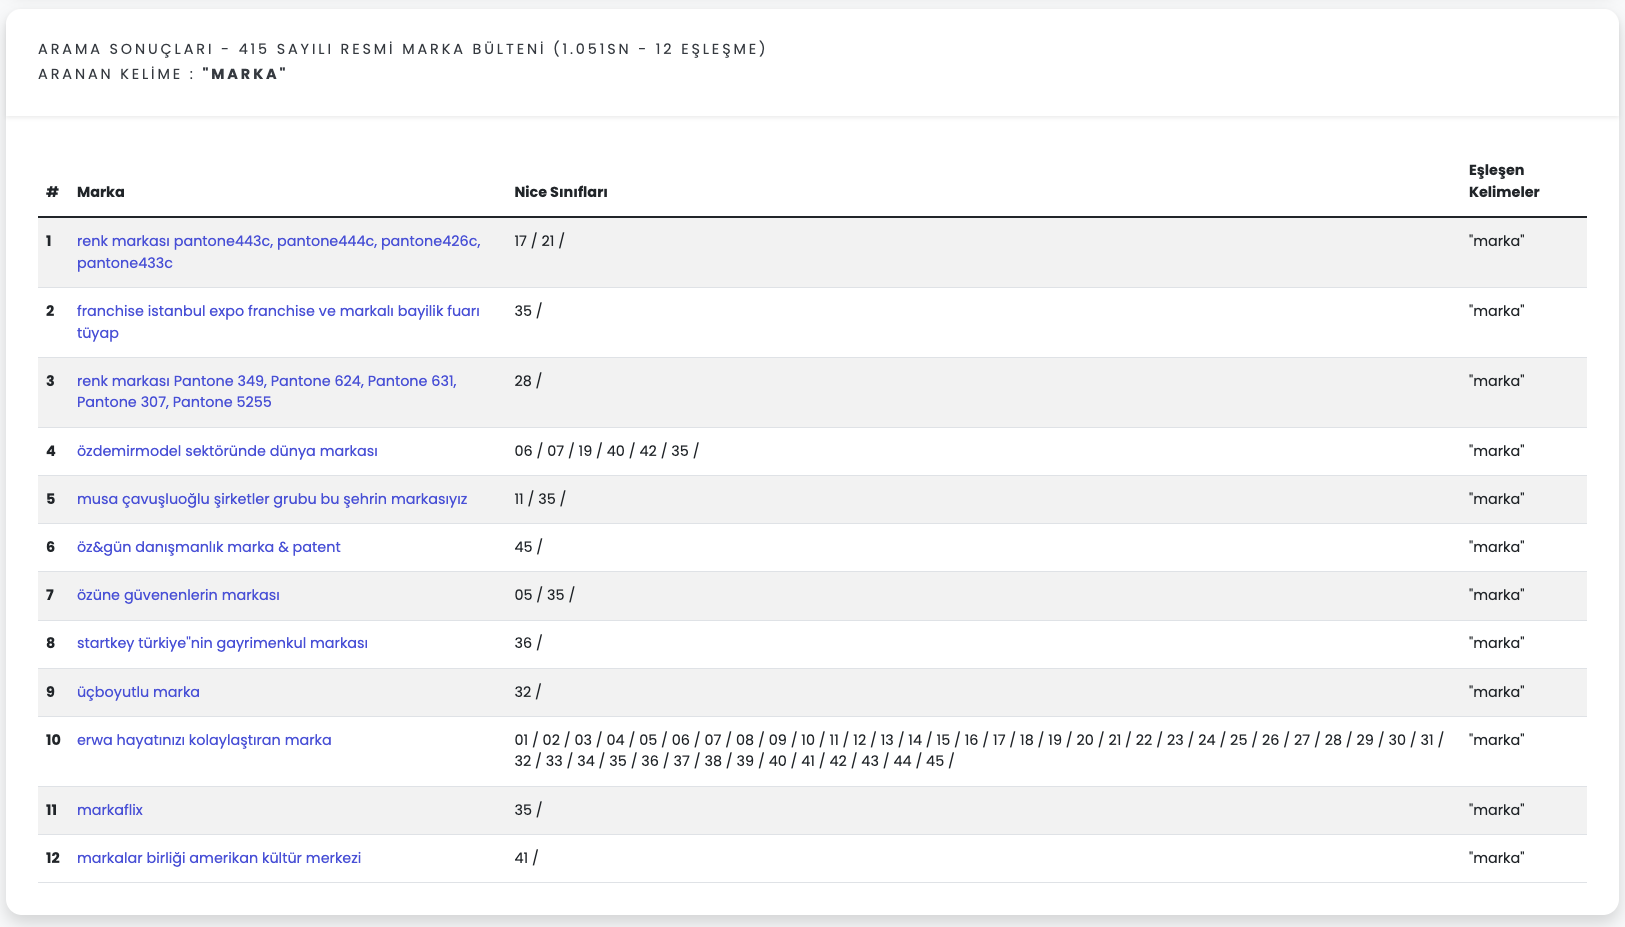 ARAMA SONUÇLARI - 415 SAYILI RESMİ MARKA BÜLTENİ (1.051SN - 12 EŞLEŞME)
ARANAN KELİME : "MARKA"
# Marka Nice Sınıfları Eşleşen Kelimeler
1 renk markası pantone443c, pantone444c, pantone426c, 17 / 21 / "marka"
pantone433c
2 franchise istanbul expo franchise ve markalı bayilik fuarı 35 / "marka"
tüyap
3 renk markası Pantone 349, Pantone 624, Pantone 631, 28 / "marka"
Pantone 307, Pantone 5255
4 özdemirmodel sektöründe dünya markası 06 / 07 / 19 / 40 / 42 / 35 / "marka"
5 musa çavuşluoğlu şirketler grubu bu şehrin markasıyız 11 / 35 / "marka"
6 öz&gün danışmanlık marka & patent 45 / "marka"
7 özüne güvenenlerin markası 05 / 35 / "marka"
8 startkey türkiye"nin gayrimenkul markası 36 / "marka"
9 üçboyutlu marka 32 / "marka"
10 erwa hayatınızı kolaylaştıran marka 01 / 02 / 03 / 04 / 05 / 06 / 07 / 08 / 09 / 10 / 11 / 12 / 13 / 14 / 15 / 16 / 17 / 18 / 19 / 20 / 21 / 22 / 23 / 24 / 25 / 26 / 27 / 28 / 29 / 30 / 31 / "marka"
32 / 33 / 34 / 35 / 36 / 37 / 38 / 39 / 40 / 41 / 42 / 43 / 44 / 45 /
11 markaflix 35 / "marka"
12 markalar birliği amerikan kültür merkezi 41 / "marka"